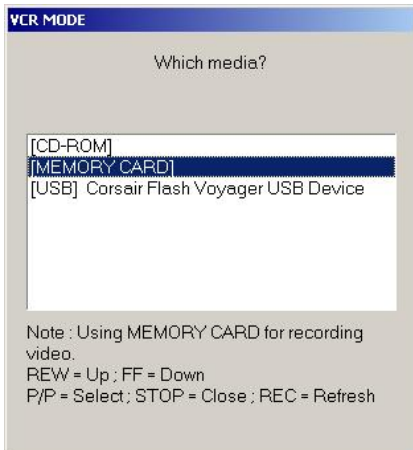 VCR MODE
Which media?
[CD-ROM]
[MEMORY CARD]
[USB] Corsair Flash Voyager USB Device
Note : Using MEMORY CARD for recording
video.
REW = Up ; FF = Down
P/P = Select ; STOP = Close ; REC = Refresh